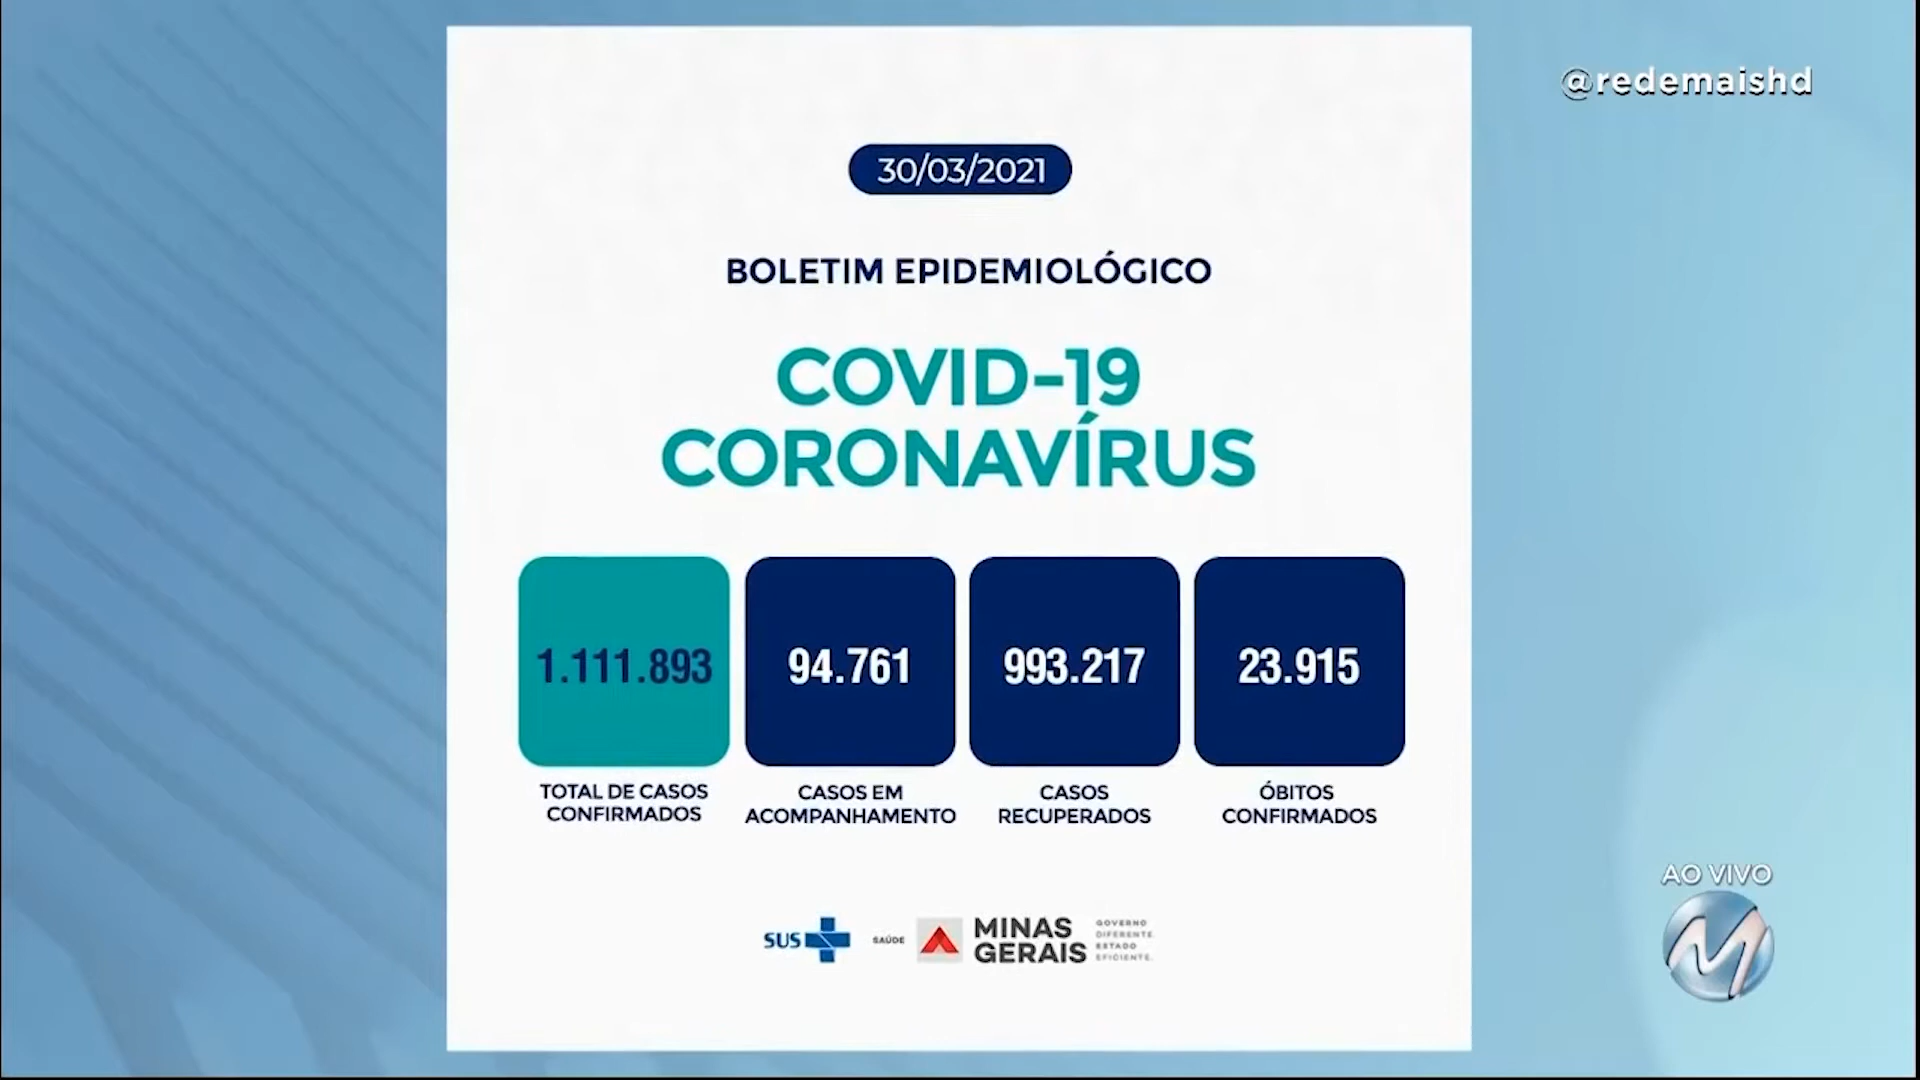 @redemaishd
30/03/2021
BOLETIM EPIDEMIOLÓGICO
COVID-19
CORONAVÍRUS
1.111.893
94.761
993.217
23.915
TOTAL DE CASOS
CONFIRMADOS
CASOS EM
ACOMPANHAMENTO
CASOS
RECUPERADOS
ÓBITOS
CONFIRMADOS
SUS
SAÚDE
MINAS
GERAIS
GOVERNO
DIFERENTE
ESTADO
EFICIENTE.
AO VIVO
M